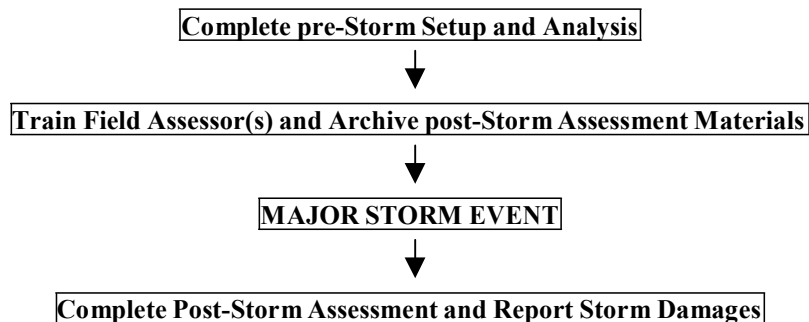 Complete pre-Storm Setup and Analysis
Train Field Assessor(s) and Archive post-Storm Assessment Materials
MAJOR STORM EVENT
Complete Post-Storm Assessment and Report Storm Damages